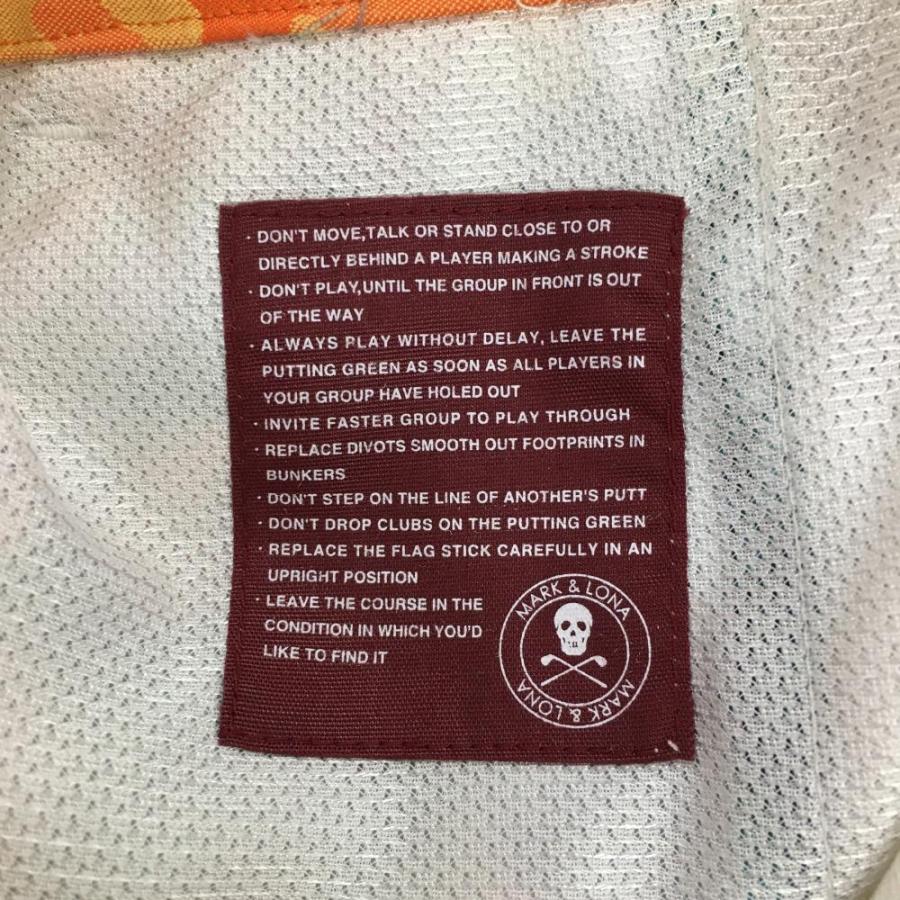 · DON'T MOVE,TALK OR STAND CLOSE TO OR
DIRECTLY BEHIND A PLAYER MAKING A STROKE
· DON'T PLAY,UNTIL THE GROUP IN FRONT IS OUT
OF THE WAY
· ALWAYS PLAY WITHOUT DELAY, LEAVE THE
PUTTING GREEN AS SOON AS ALL PLAYERS IN
YOUR GROUP HAVE HOLED OUT
· INVITE FASTER GROUP TO PLAY THROUGH
· REPLACE DIVOTS SMOOTH OUT FOOTPRINTS IN
BUNKERS
· DON'T STEP ON THE LINE OF ANOTHER'S PUTT
· DON'T DROP CLUBS ON THE PUTTING GREEN
· REPLACE THE FLAG STICK CAREFULLY IN AN
UPRIGHT POSITION
· LEAVE THE COURSE IN THE
CONDITION IN WHICH YOU'D
LIKE TO FIND IT
MARK & LONA
MARK & LONA